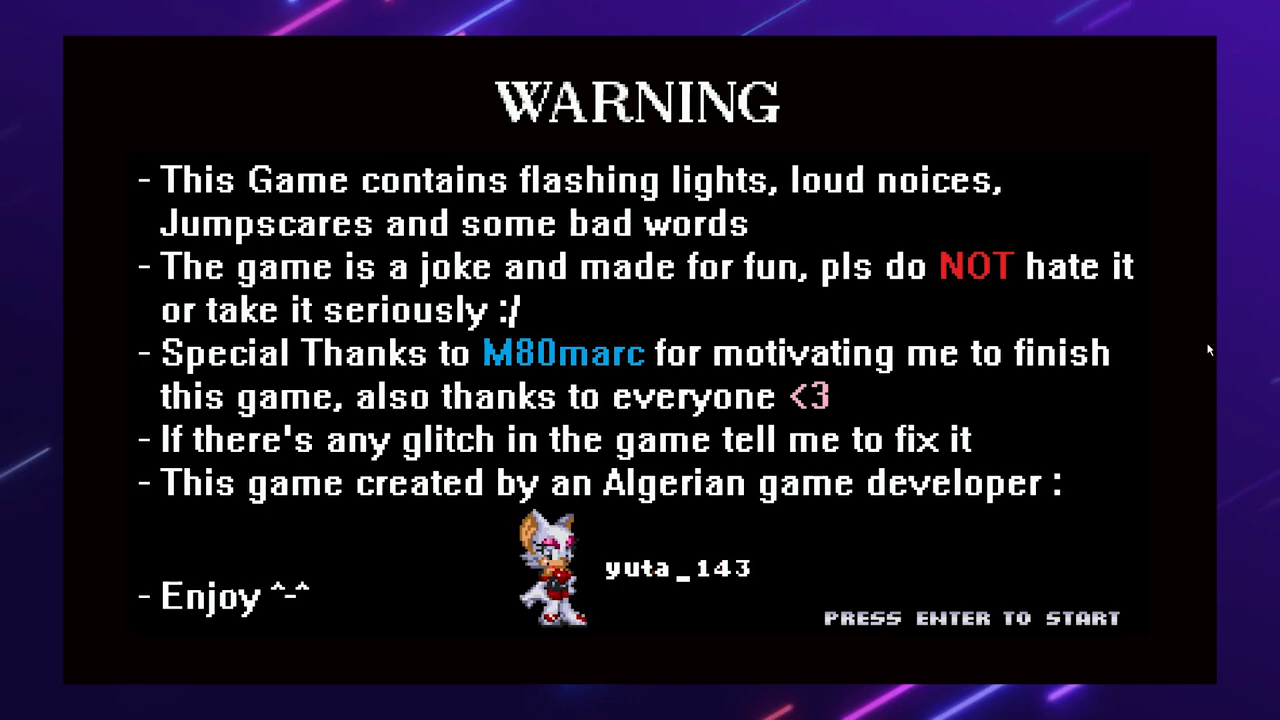 WARNING
- This Game contains flashing lights, loud noices,
Jumpscares and some bad words
- The game is a joke and made for fun, pls do NOT hate it
or take it seriously :/
- Special Thanks to M80marc for motivating me to finish
this game, also thanks to everyone <3
- If there's any glitch in the game tell me to fix it
- This game created by an Algerian game developer :
yuta_143
- Enjoy ^-^
PRESS ENTER TO START